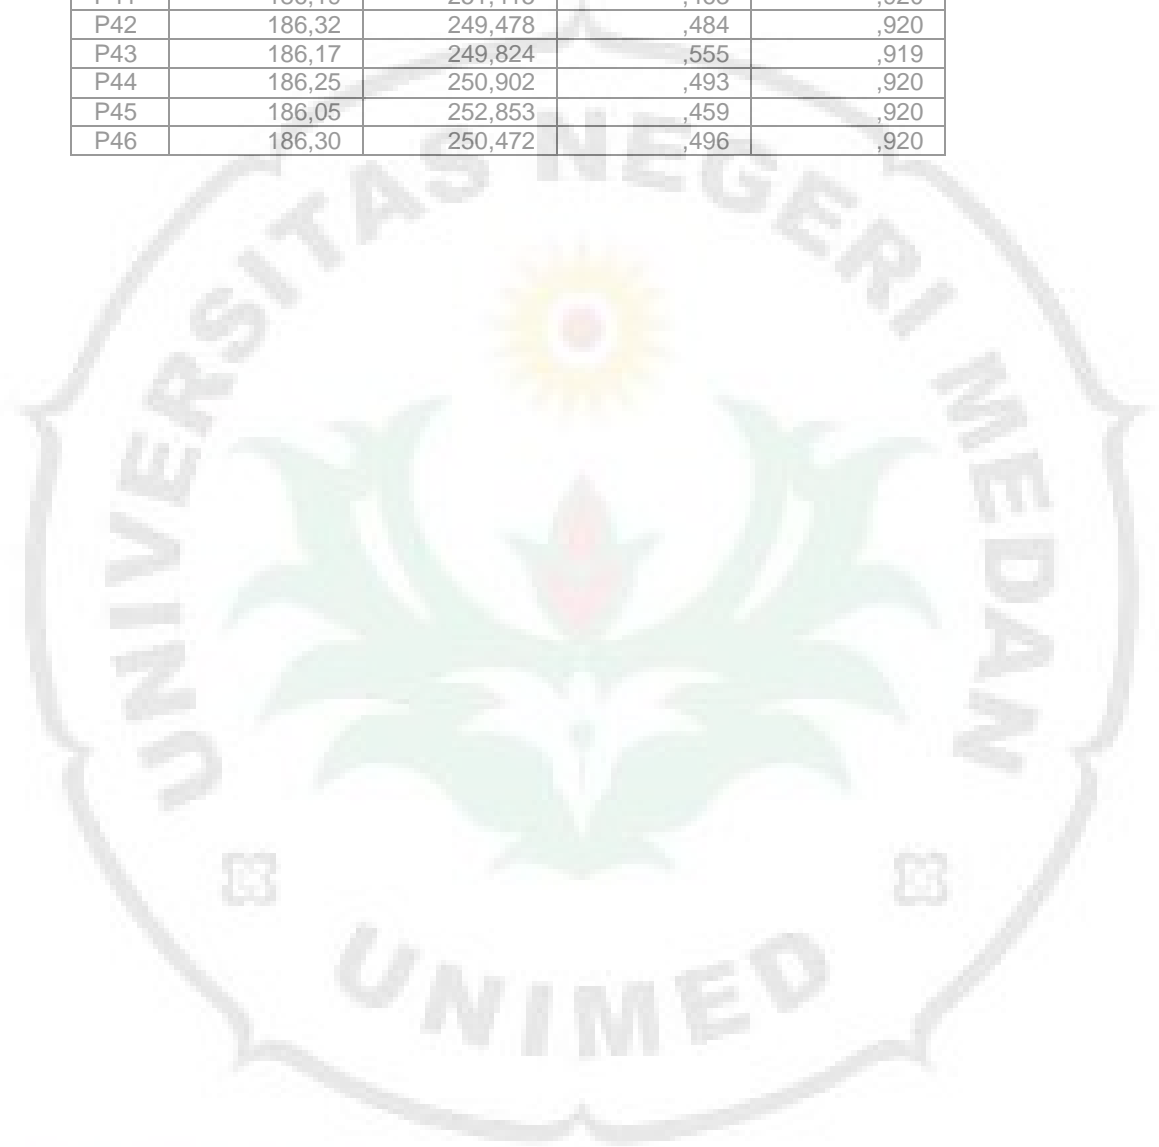 P42 186,32 249,478 ,484 ,920
P43 186,17 249,824 ,555 ,919
P44 186,25 250,902 ,493 ,920
P45 186,05 252,853 ,459 ,920
P46 186,30 250,472 ,496 ,920
UNIVERSITAS NEGERI MEDAN
UNIMED